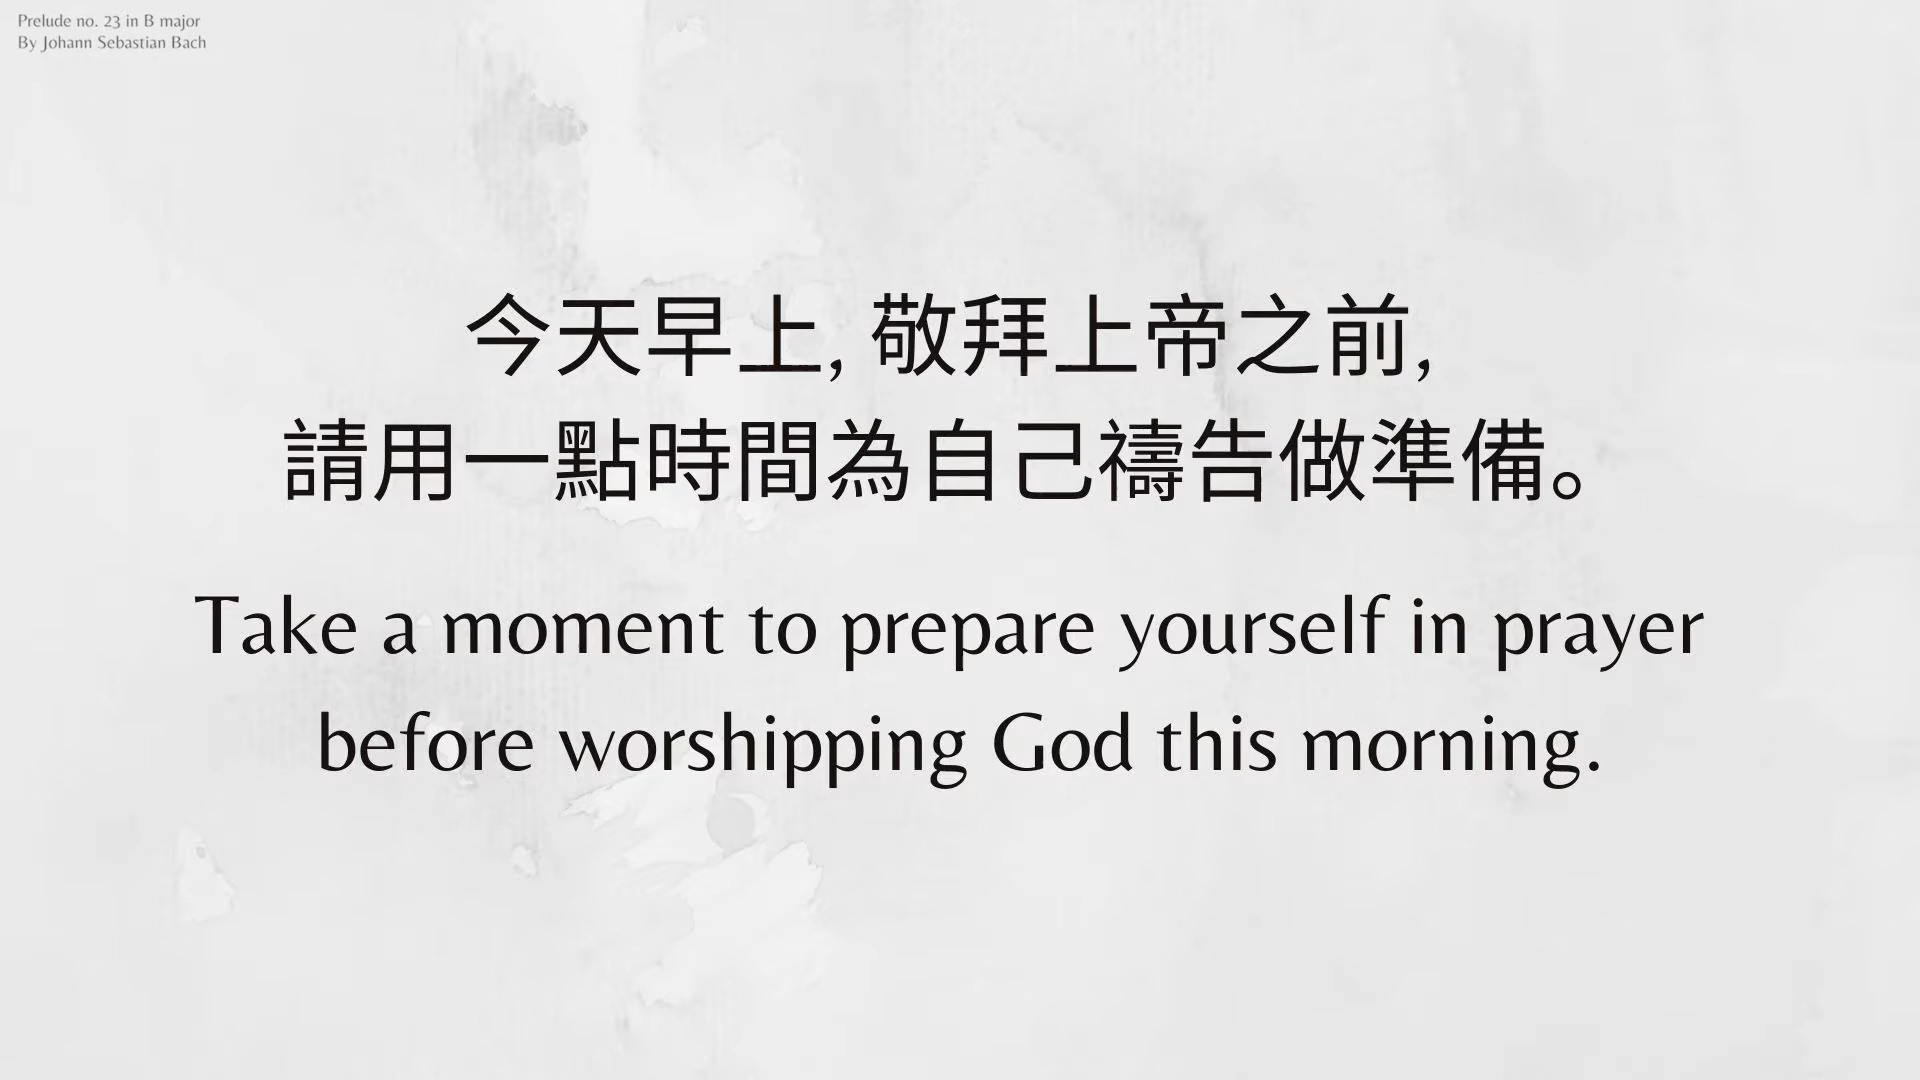 Prelude no. 23 in B major
By Johann Sebastian Bach
今天早上, 敬拜上帝之前,
請用一點時間為自己禱告做準備。
Take a moment to prepare yourself in prayer
before worshipping God this morning.